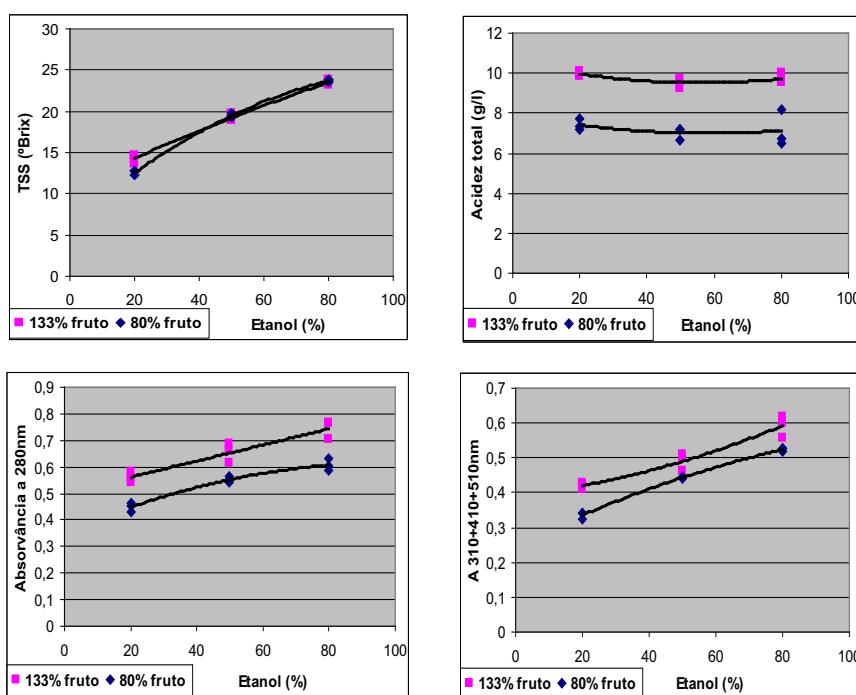 TSS (ºBrix)
30
25
20
15
10
5
0
0 20 40 60 80 100
133% fruto 80% fruto Etanol (%)
Acidez total (g/l)
12
10
8
6
4
2
0
0 20 40 60 80 100
133% fruto 80% fruto Etanol (%)
Absorvância a 280nm
0,9
0,8
0,7
0,6
0,5
0,4
0,3
0,2
0,1
0
0 20 40 60 80 100
133% fruto 80% fruto Etanol (%)
A 310+410+510nm
0,7
0,6
0,5
0,4
0,3
0,2
0,1
0
0 20 40 60 80 100
133% fruto 80% fruto Etanol (%)